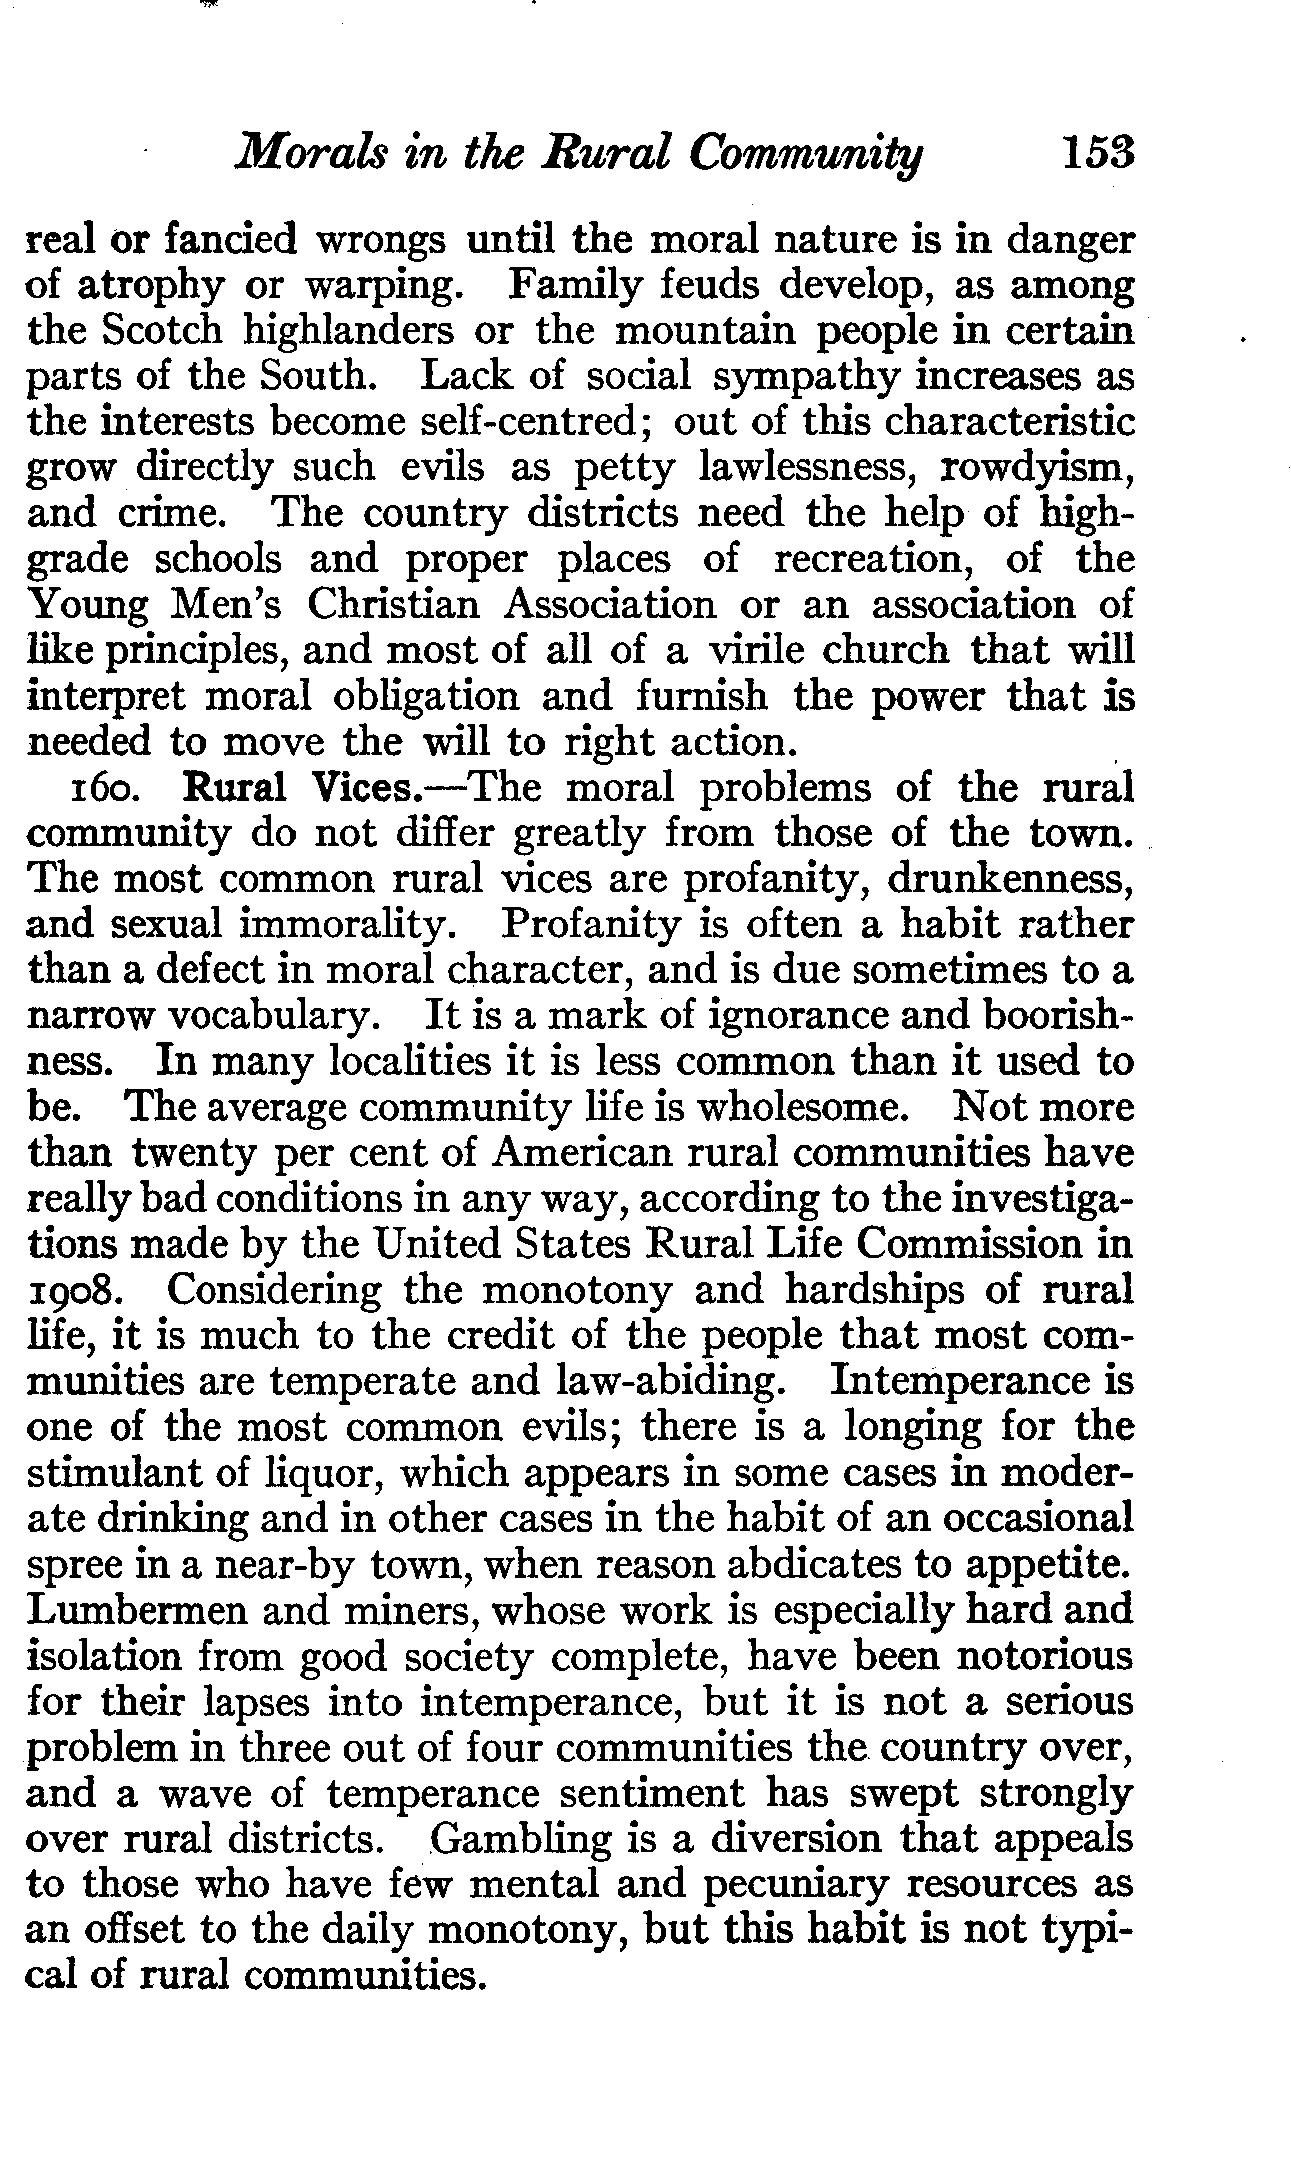 Morals in the Rural Community 153
real or fancied wrongs until the moral nature is in danger
of atrophy or warping. Family feuds develop, as among
the Scotch highlanders or the mountain people in certain
parts of the South. Lack of social sympathy increases as
the interests become self-centred; out of this characteristic
grow directly such evils as petty lawlessness, rowdyism,
and crime. The country districts need the help of high-
grade schools and proper places of recreation, of the
Young Men's Christian Association or an association of
like principles, and most of all of a virile church that will
interpret moral obligation and furnish the power that is
needed to move the will to right action.
160. Rural Vices.—The moral problems of the rural
community do not differ greatly from those of the town.
The most common rural vices are profanity, drunkenness,
and sexual immorality. Profanity is often a habit rather
than a defect in moral character, and is due sometimes to a
narrow vocabulary. It is a mark of ignorance and boorish-
ness. In many localities it is less common than it used to
be. The average community life is wholesome. Not more
than twenty per cent of American rural communities have
really bad conditions in any way, according to the investiga-
tions made by the United States Rural Life Commission in
1908. Considering the monotony and hardships of rural
life, it is much to the credit of the people that most com-
munities are temperate and law-abiding. Intemperance is
one of the most common evils; there is a longing for the
stimulant of liquor, which appears in some cases in moder-
ate drinking and in other cases in the habit of an occasional
spree in a near-by town, when reason abdicates to appetite.
Lumbermen and miners, whose work is especially hard and
isolation from good society complete, have been notorious
for their lapses into intemperance, but it is not a serious
problem in three out of four communities the country over,
and a wave of temperance sentiment has swept strongly
over rural districts. Gambling is a diversion that appeals
to those who have few mental and pecuniary resources as
an offset to the daily monotony, but this habit is not typi-
cal of rural communities.